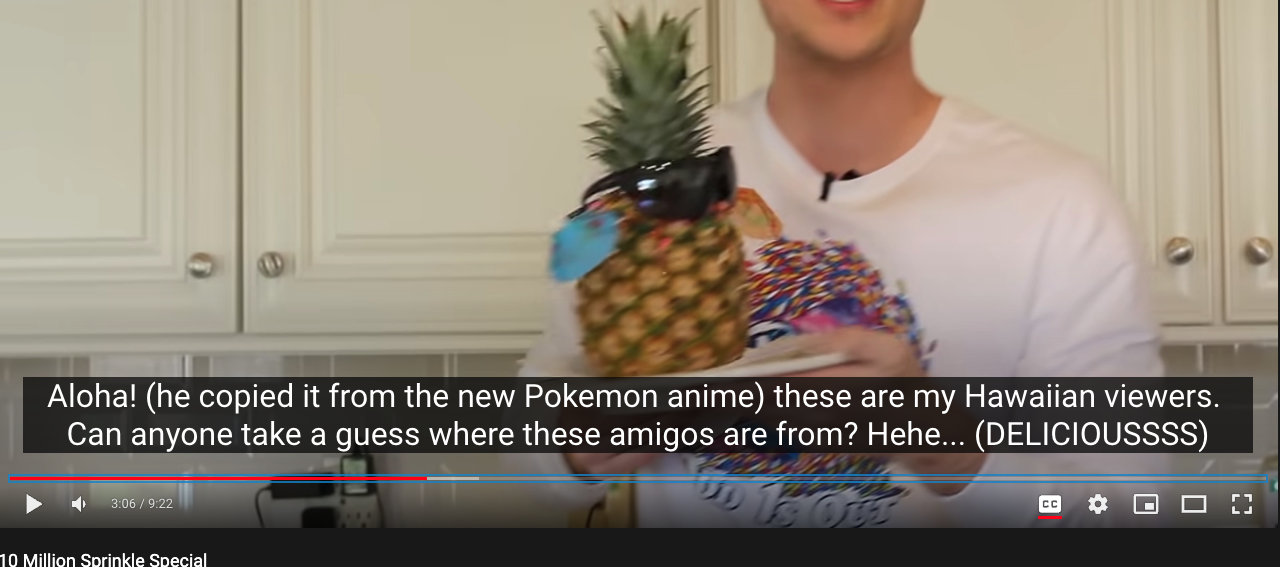 Aloha! (he copied it from the new Pokemon anime) these are my Hawaiian viewers.
Can anyone take a guess where these amigos are from? Hehe... (DELICIOUSSSS)
3:06 / 9:22
CC
10 Million Sprinkle Special